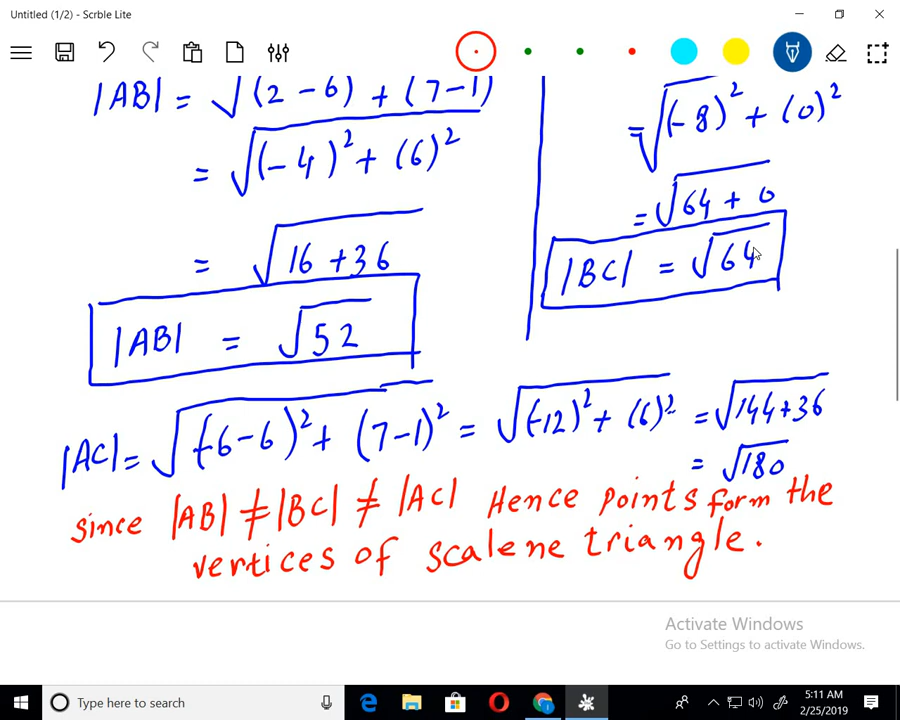 Untitled (1/2) - Scrble Lite
|AB| = √(2 - 6) + (7-1)
= √(-4)² + (6)²
= √16 + 36
|AB| = √52
= √(-8)² + (0)²
= √64 + 0
|BC| = √64
|AC| = √(-6-6)² + (7-1)² = √(-12)² + (6)² = √144+36
= √180
since |AB| ≠ |BC| ≠ |AC| Hence points form the
vertices of scalene triangle.
Activate Windows
Go to Settings to activate Windows.
Type here to search
5:11 AM
2/25/2019